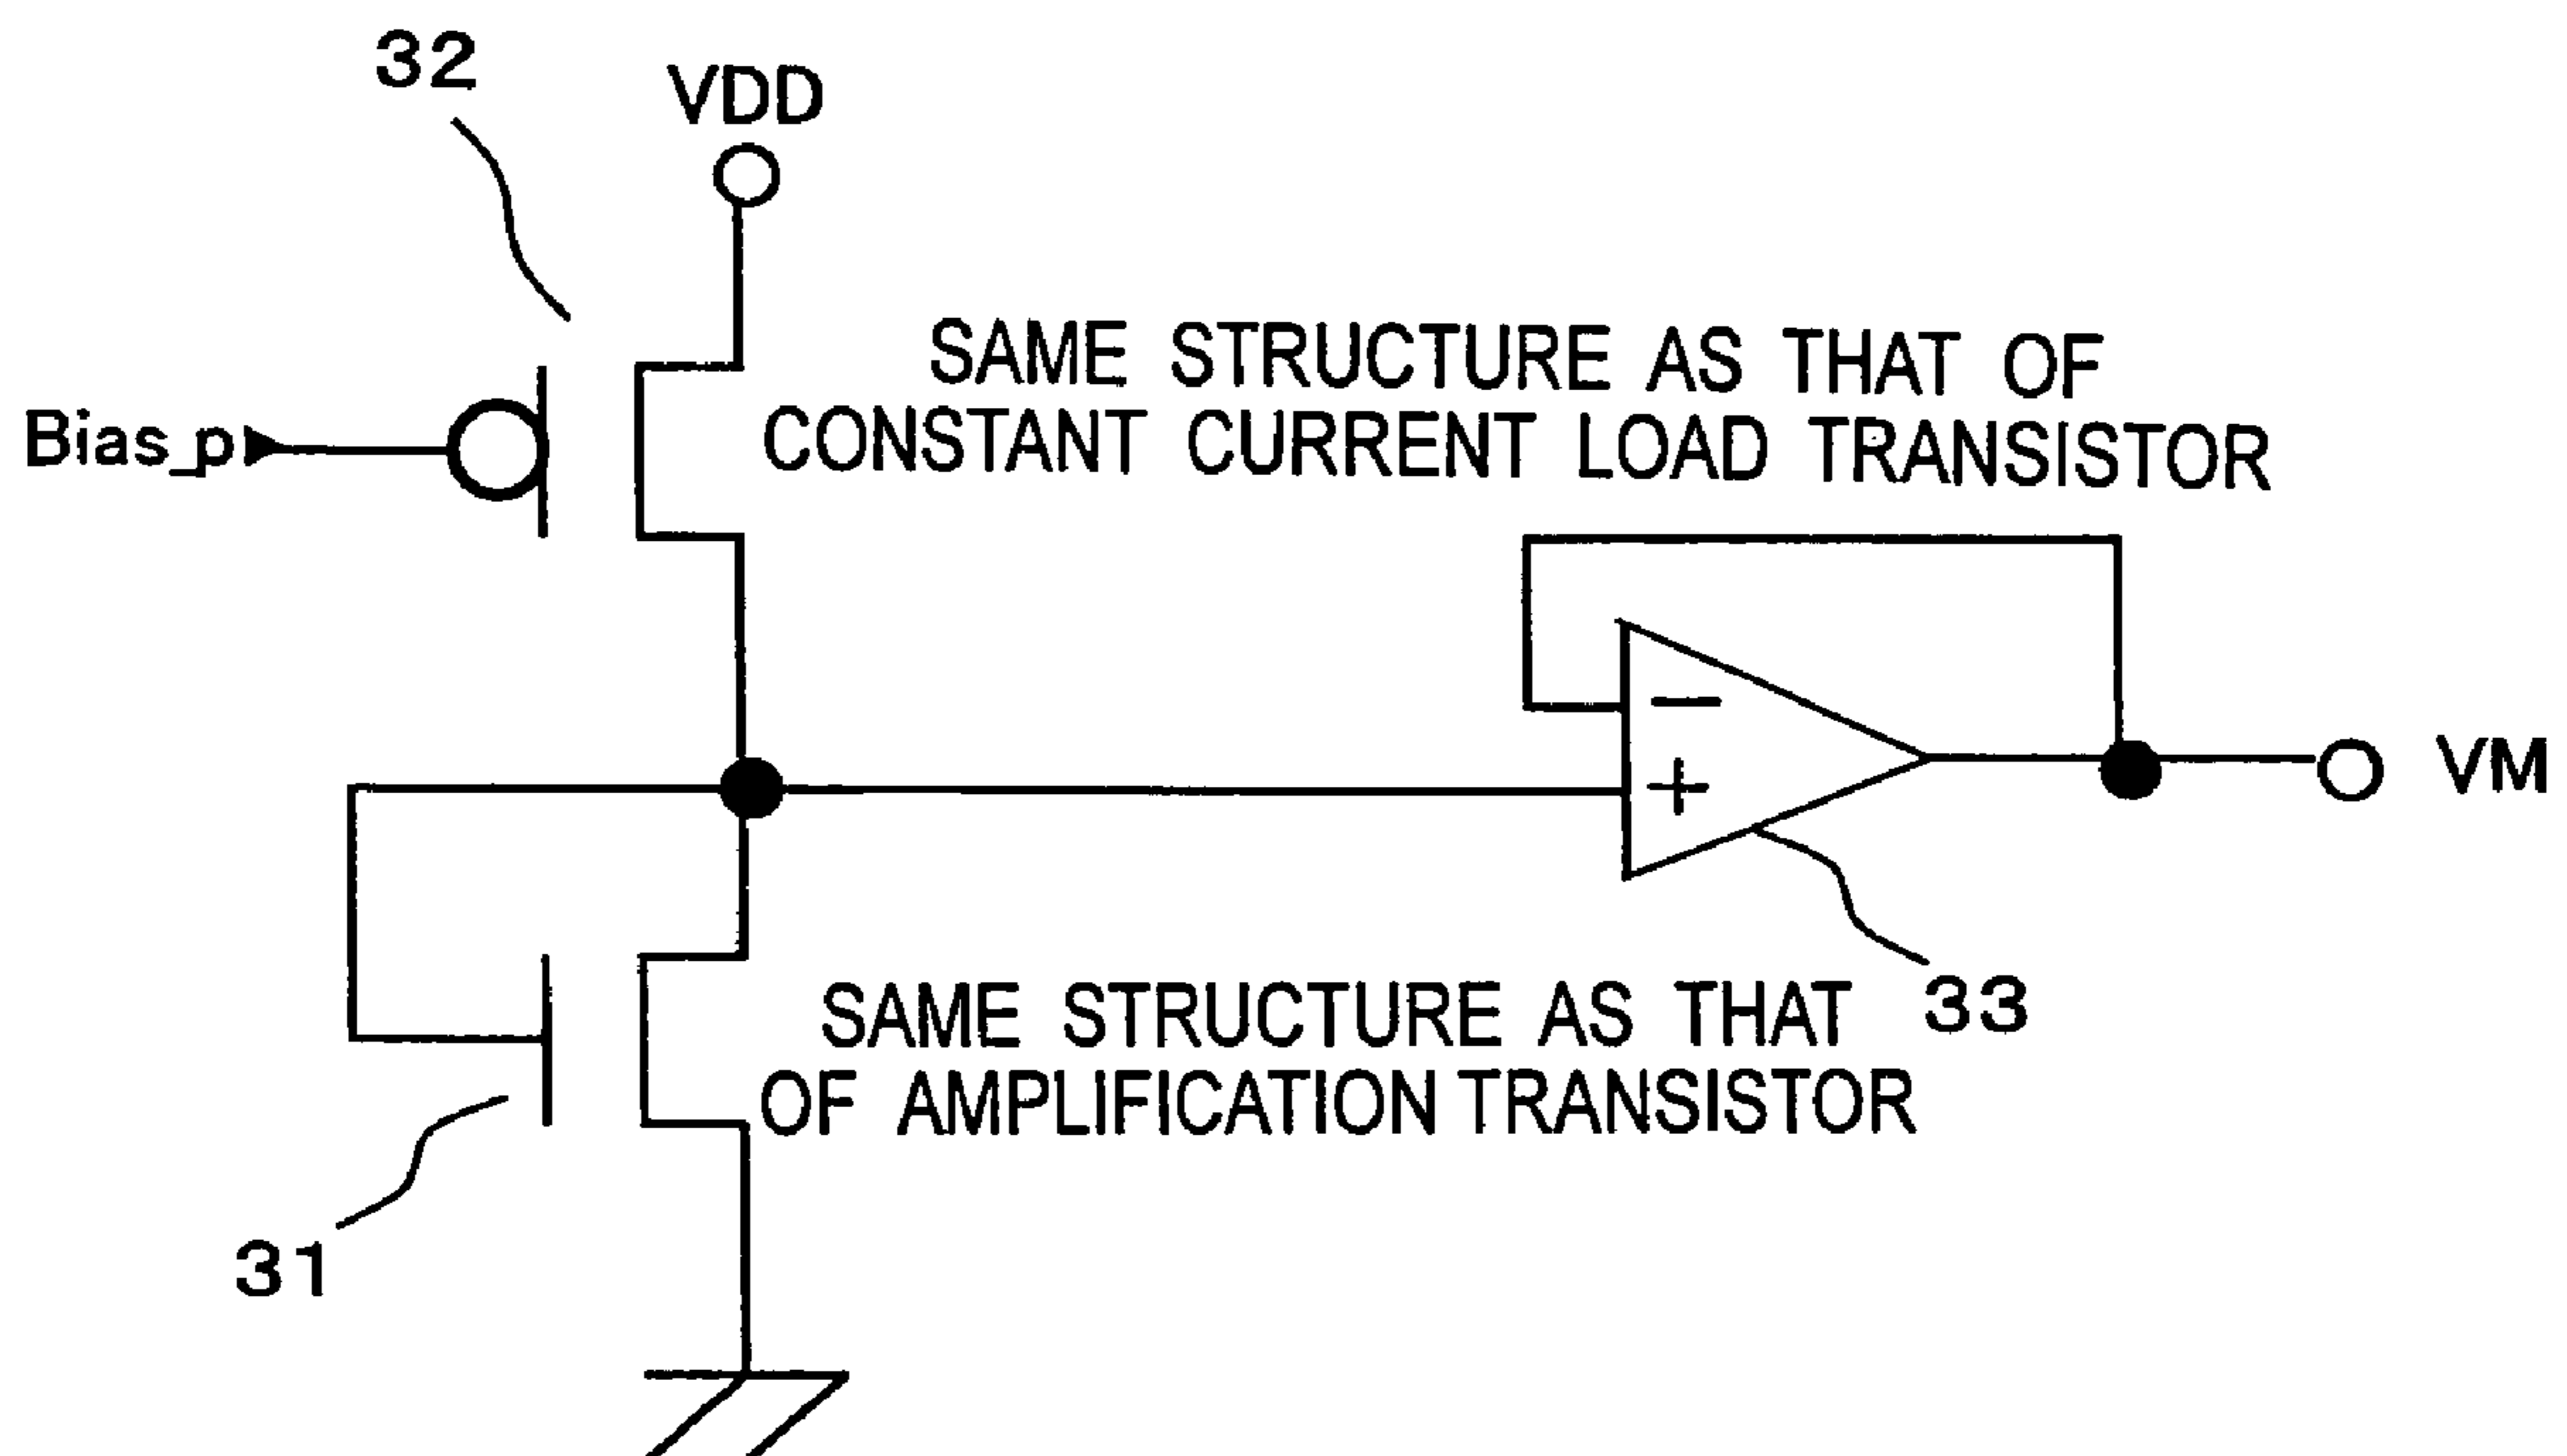 32
VDD
SAME STRUCTURE AS THAT OF
CONSTANT CURRENT LOAD TRANSISTOR
Bias_p
−
+
VM
33
SAME STRUCTURE AS THAT
OF AMPLIFICATION TRANSISTOR
31